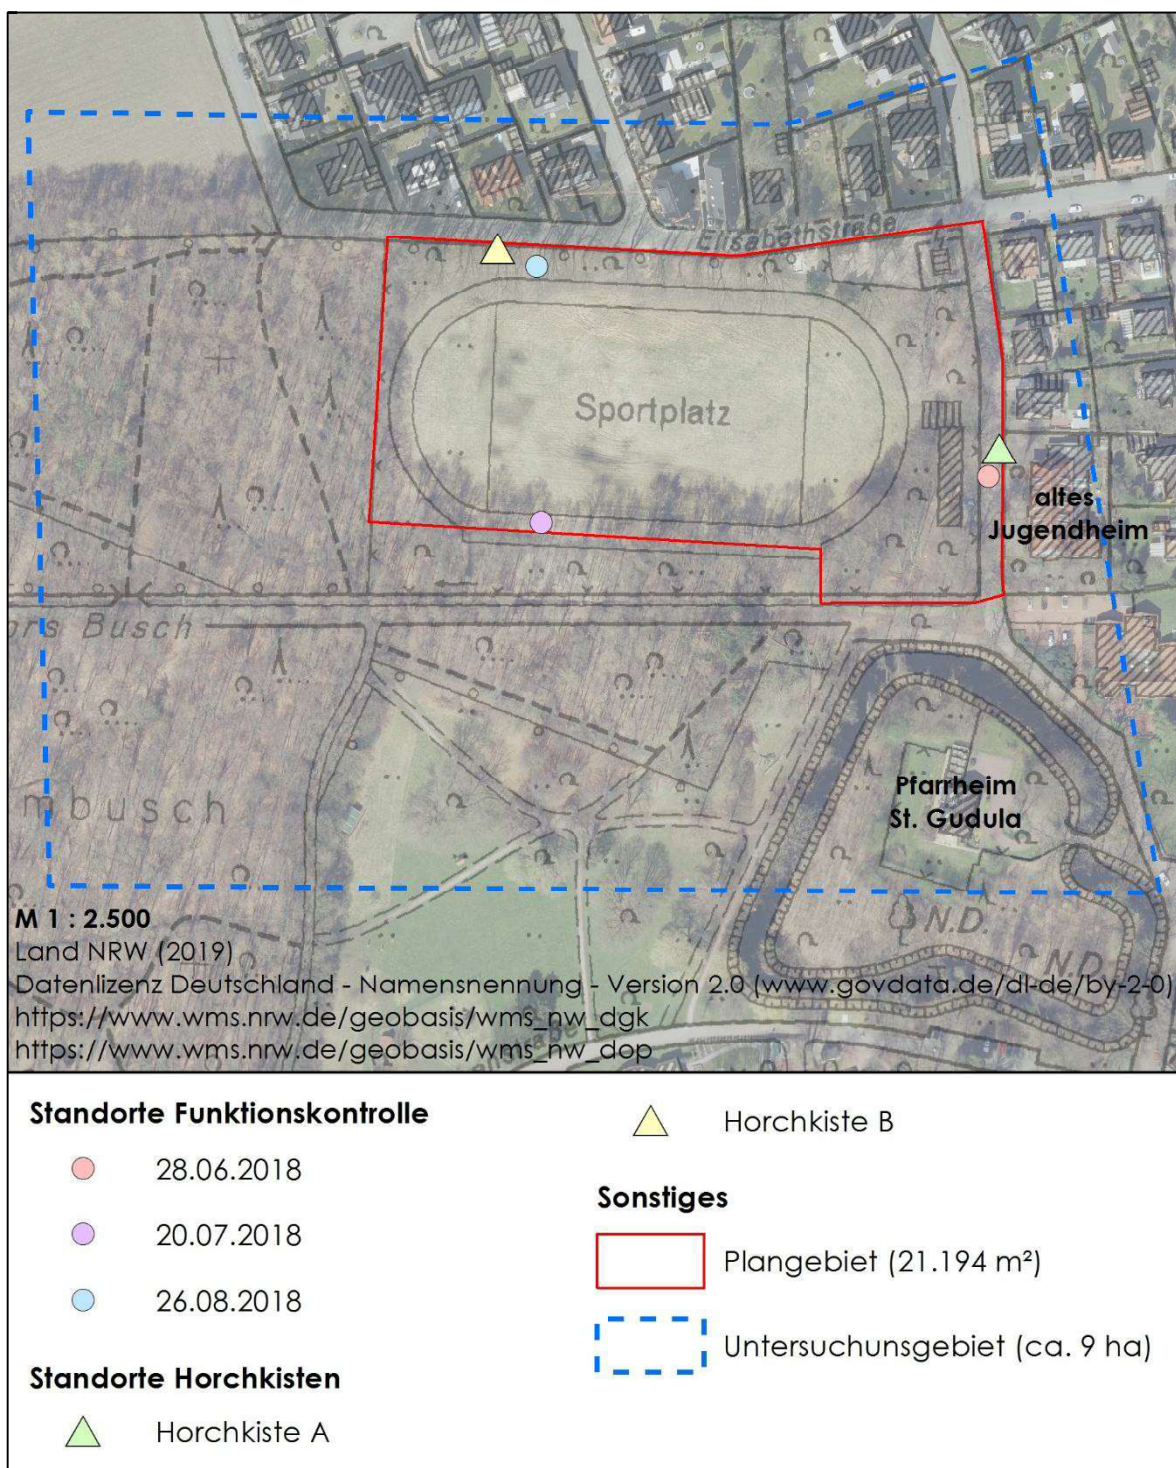 Elisabethstraße
Sportplatz
altes
Jugendheim
ors Busch
mbusch
Pfarrheim
St. Gudula
N.D.
N.D.
M 1 : 2.500
Land NRW (2019)
Datenlizenz Deutschland - Namensnennung - Version 2.0 (www.govdata.de/dl-de/by-2-0)
https://www.wms.nrw.de/geobasis/wms_nw_dgk
https://www.wms.nrw.de/geobasis/wms_nw_dop
Standorte Funktionskontrolle
28.06.2018
20.07.2018
26.08.2018
Standorte Horchkisten
Horchkiste A
Horchkiste B
Sonstiges
Plangebiet (21.194 m²)
Untersuchunsgebiet (ca. 9 ha)